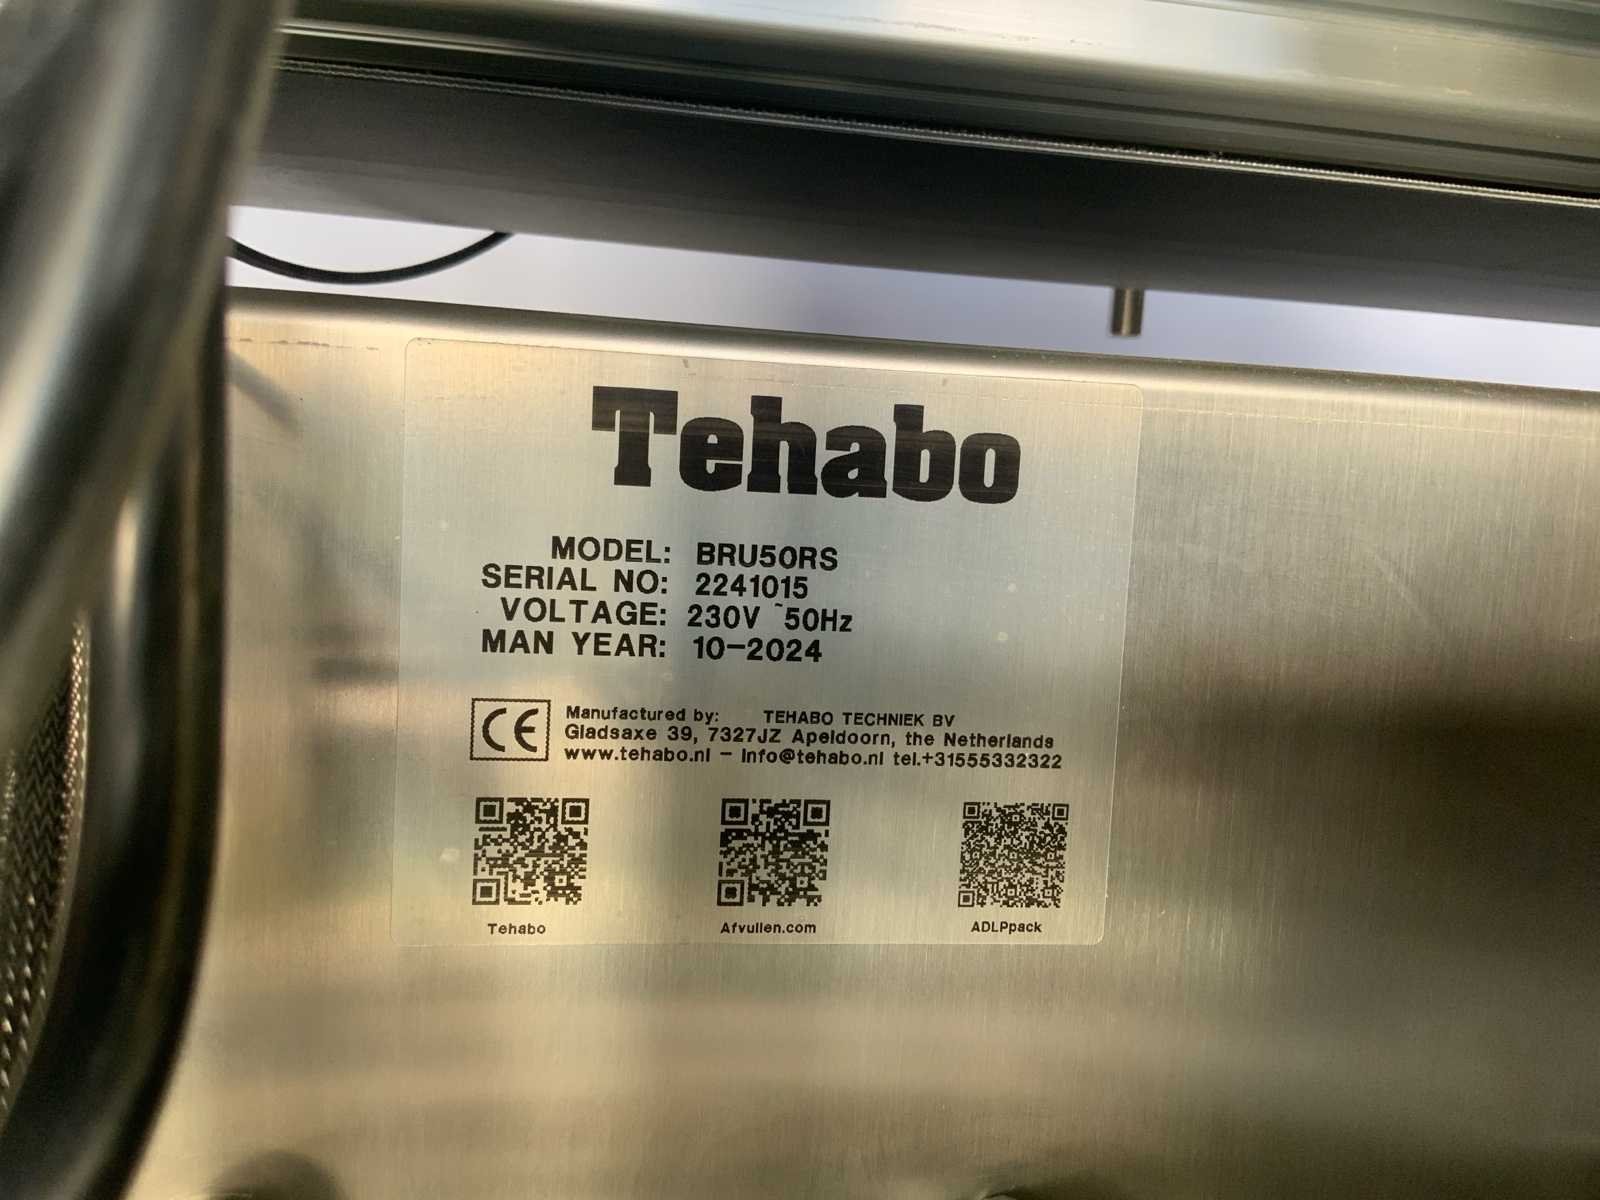 Tehabo
MODEL: BRU50RS
SERIAL NO: 2241015
VOLTAGE: 230V ~50Hz
MAN YEAR: 10-2024
CE
Manufactured by: TEHABO TECHNIEK BV
Gladsaxe 39, 7327JZ Apeldoorn, the Netherlands
www.tehabo.nl - info@tehabo.nl tel.+31555332322
Tehabo
Afvullen.com
ADLPpack